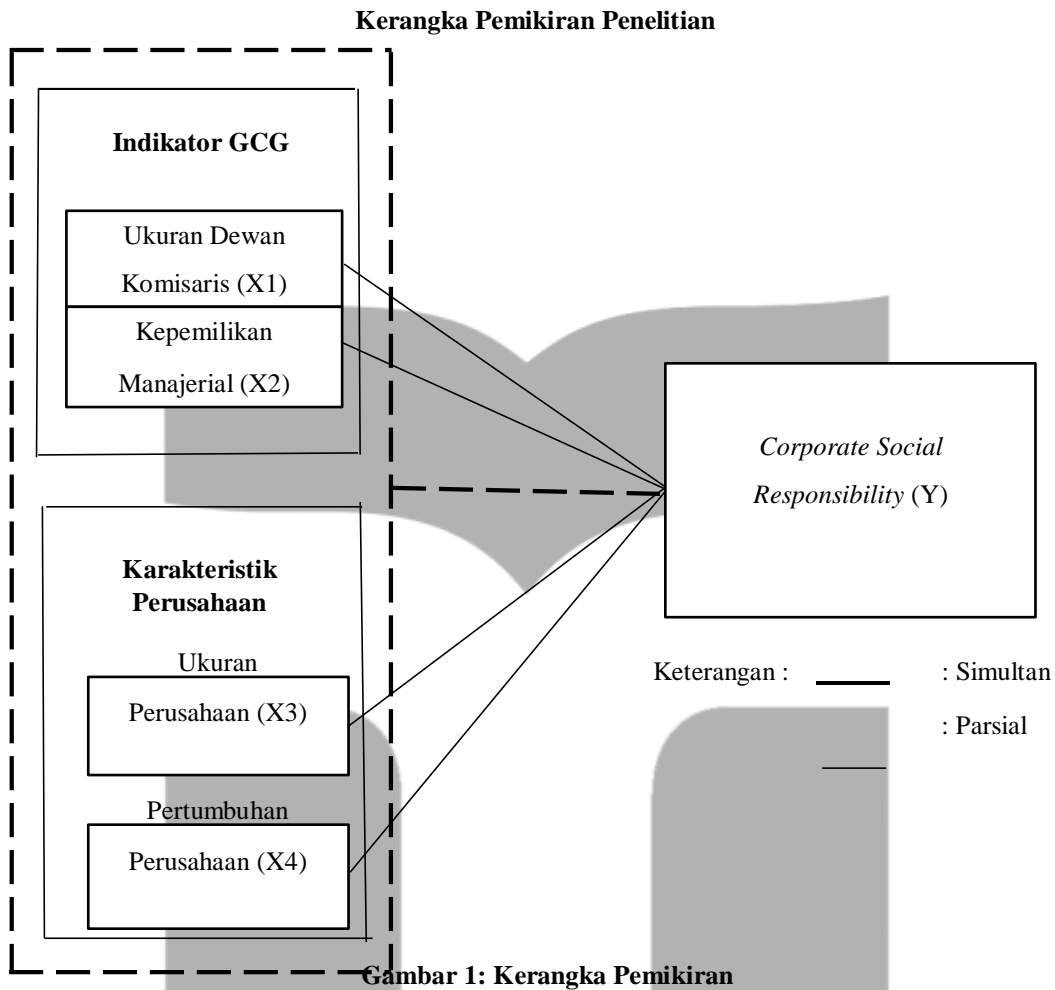 Kerangka Pemikiran Penelitian
Indikator GCG
Ukuran Dewan
Komisaris (X1)
Kepemilikan
Manajerial (X2)
Corporate Social
Responsibility (Y)
Karakteristik
Perusahaan
Ukuran
Perusahaan (X3)
Pertumbuhan
Perusahaan (X4)
Keterangan : : Simultan
: Parsial
Gambar 1: Kerangka Pemikiran